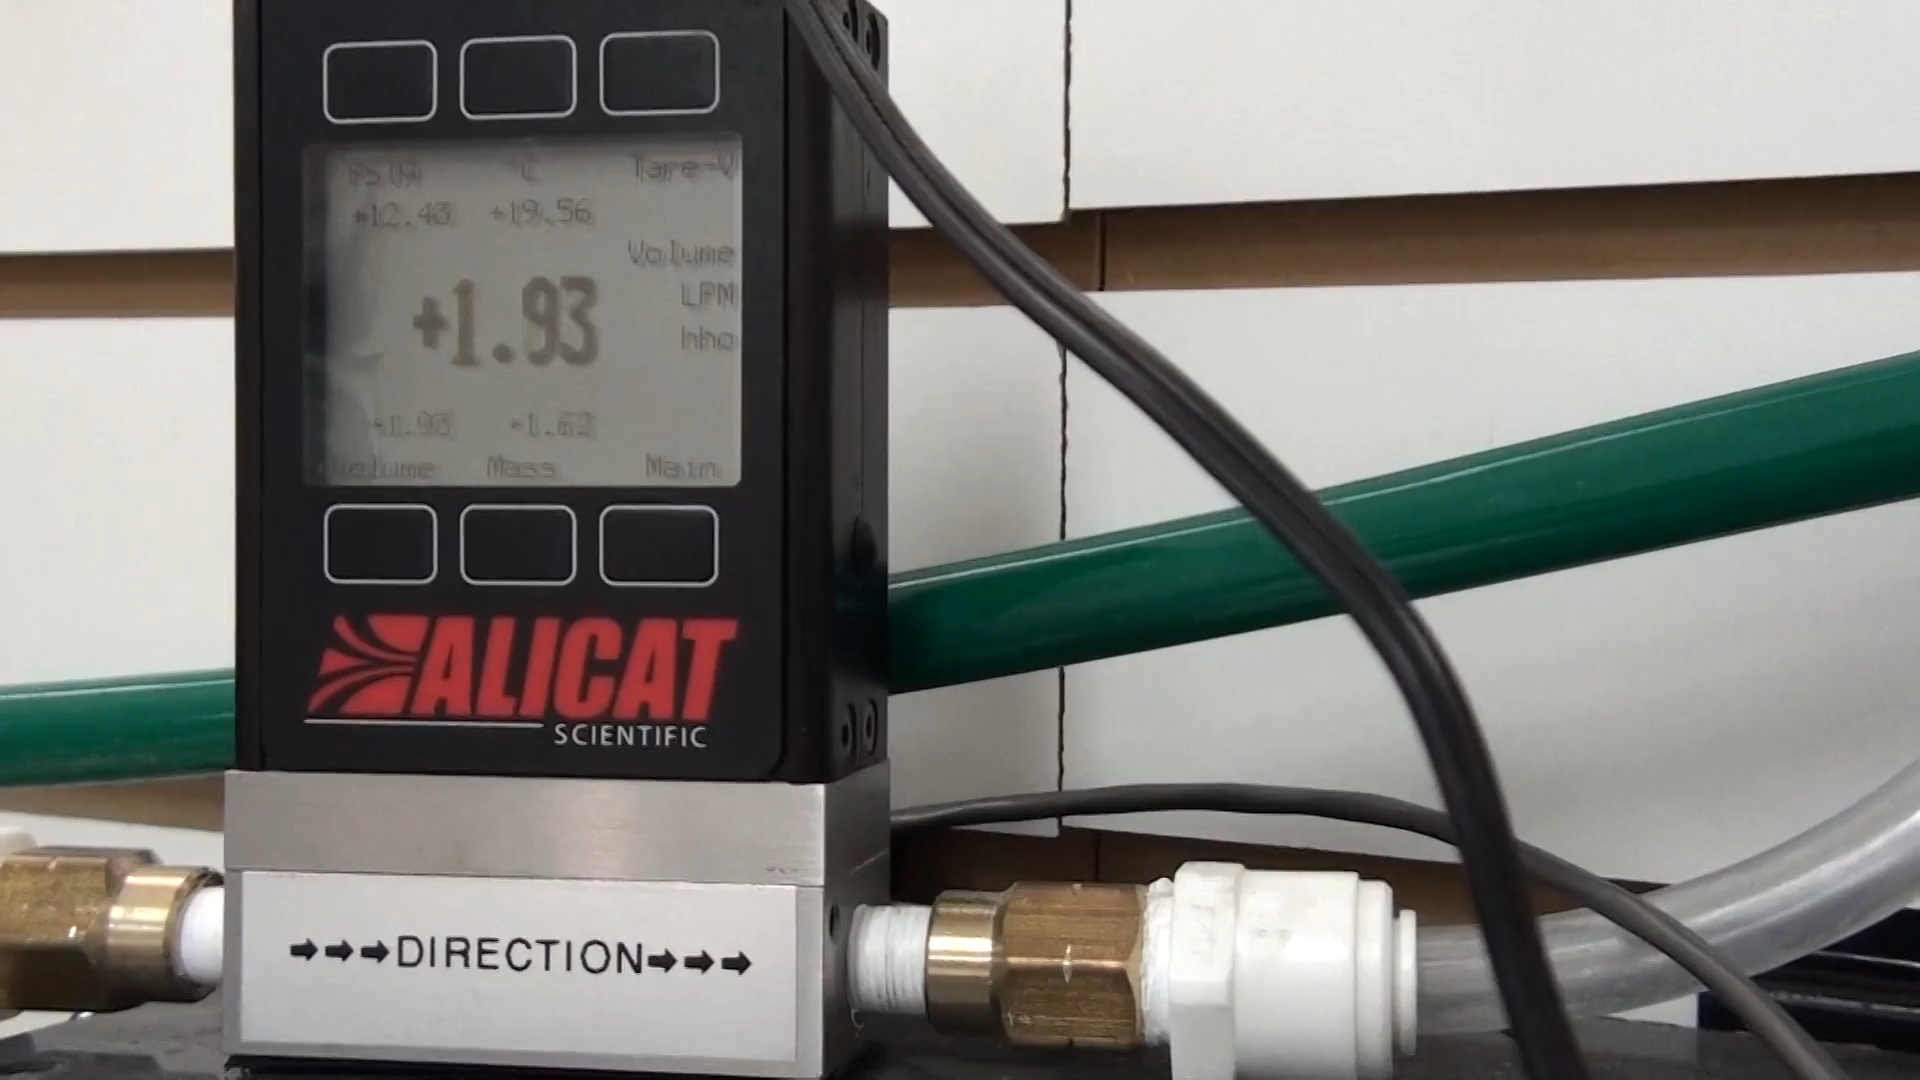 PSIA °C Tare-V
+12.43 +19.56
Volume
LPM
+1.93
hho
+1.93 +1.62
Volume Mass Main
ALICAT
SCIENTIFIC
DIRECTION